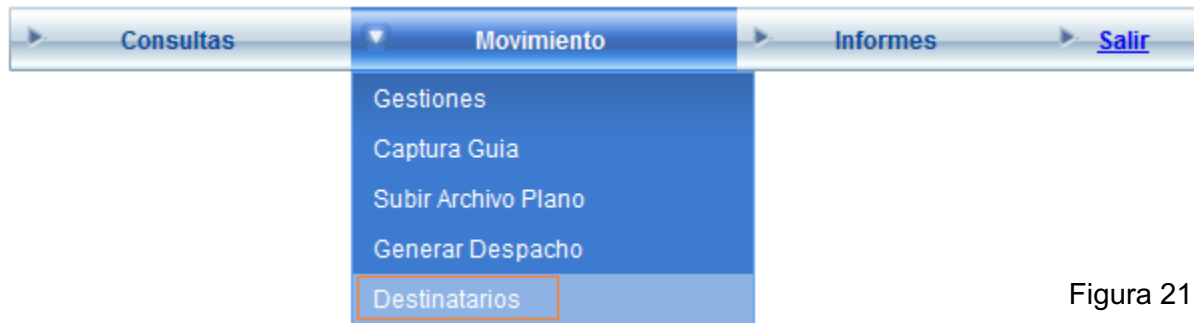 Consultas Movimiento Informes Salir
Gestiones
Captura Guia
Subir Archivo Plano
Generar Despacho
Destinatarios
Figura 21